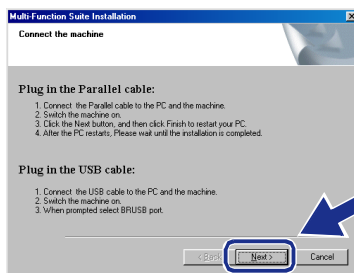 Multi-Function Suite Installation
Connect the machine
Plug in the Parallel cable:
1. Connect the Parallel cable to the PC and the machine.
2. Switch the machine on.
3. Click the Next button, and then click Finish to restart your PC.
4. After the PC restarts, Please wait until the installation is completed.
Plug in the USB cable:
1. Connect the USB cable to the PC and the machine.
2. Switch the machine on.
3. When prompted select BRUSB port.
< Back Next > Cancel